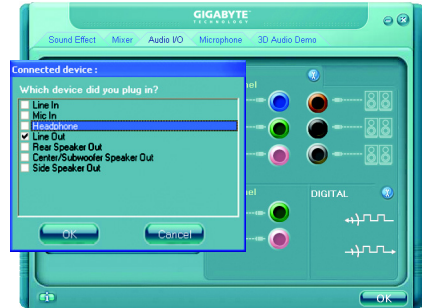 GIGABYTE
TECHNOLOGY
Sound Effect Mixer Audio I/O Microphone 3D Audio Demo
Connected device :
Which device did you plug in?
Line In
Mic In
Headphone
Line Out
Rear Speaker Out
Center/Subwoofer Speaker Out
Side Speaker Out
OK Cancel
nel
nel
DIGITAL
OK